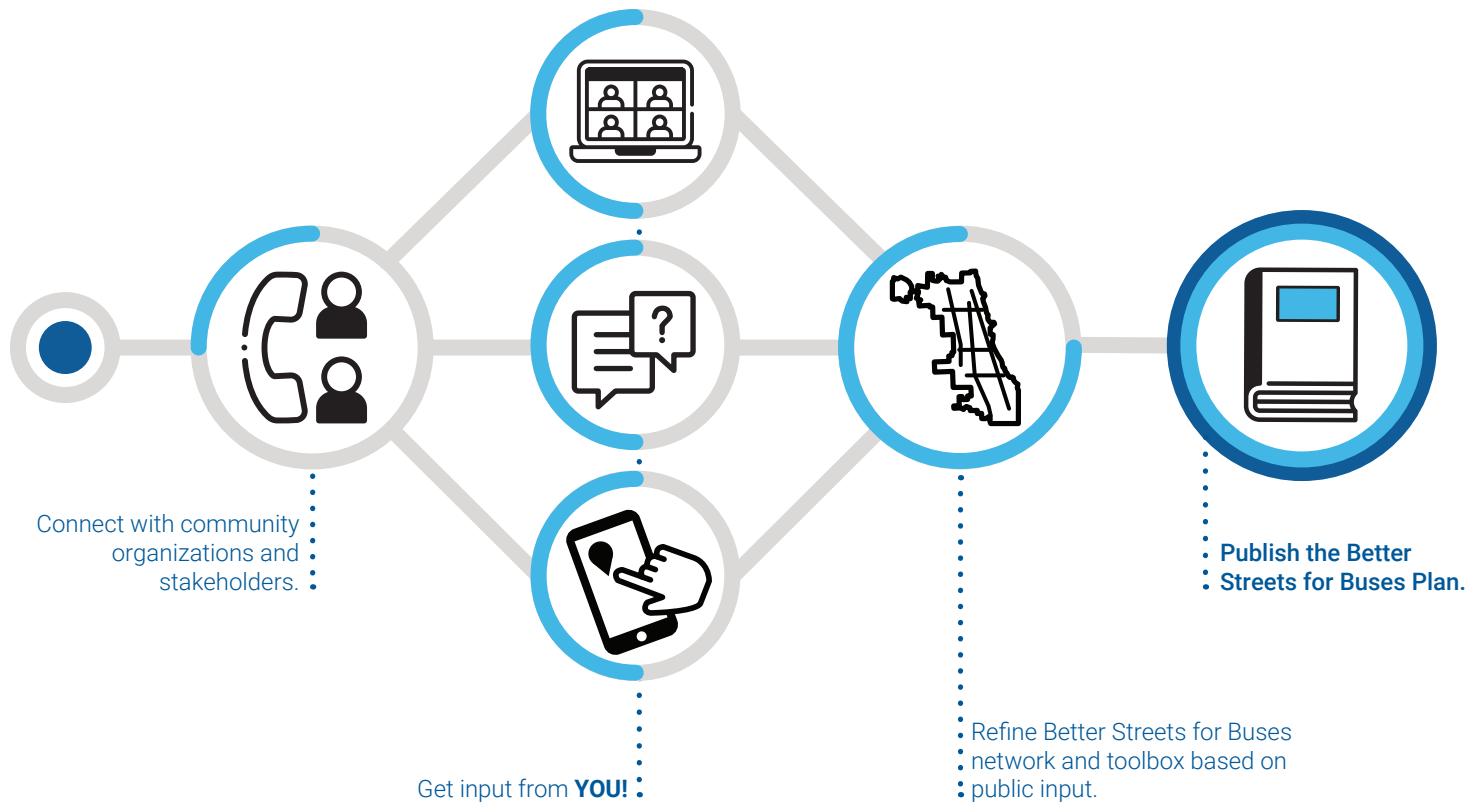 Connect with community
organizations and
stakeholders.
?
Get input from YOU!
Refine Better Streets for Buses
network and toolbox based on
public input.
Publish the Better
Streets for Buses Plan.